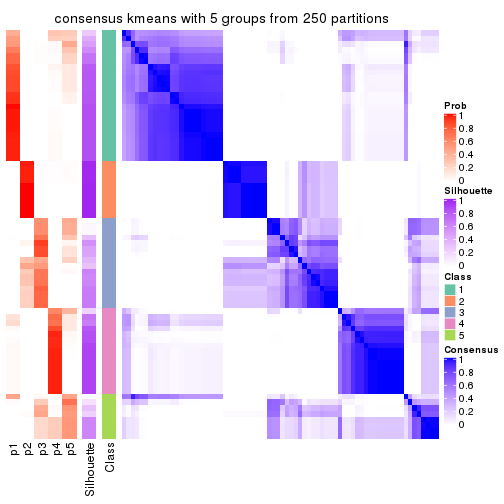 consensus kmeans with 5 groups from 250 partitions
Prob
1
0.8
0.6
0.4
0.2
0
Silhouette
1
0.8
0.6
0.4
0.2
0
Class
1
2
3
4
5
Consensus
1
0.8
0.6
0.4
0.2
0
p1
p2
p3
p4
p5
Silhouette
Class